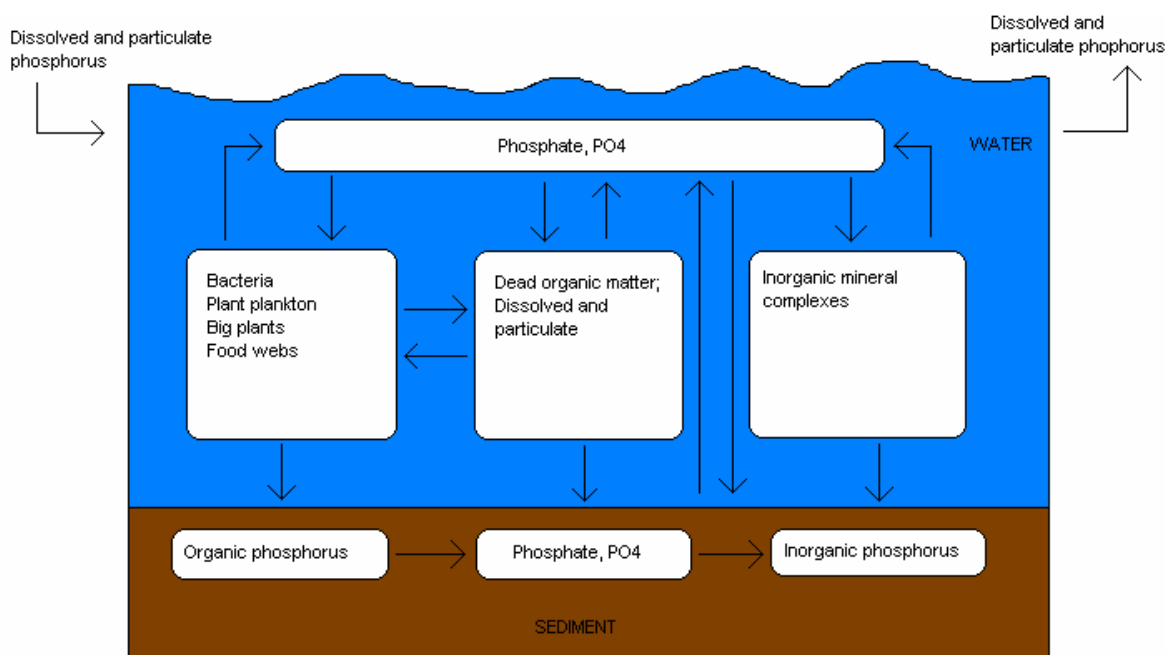 Dissolved and particulate
phosphorus
Dissolved and
particulate phophorus
Phosphate, PO4
WATER
Bacteria
Plant plankton
Big plants
Food webs
Dead organic matter;
Dissolved and
particulate
Inorganic mineral
complexes
Organic phosphorus
Phosphate, PO4
Inorganic phosphorus
SEDIMENT